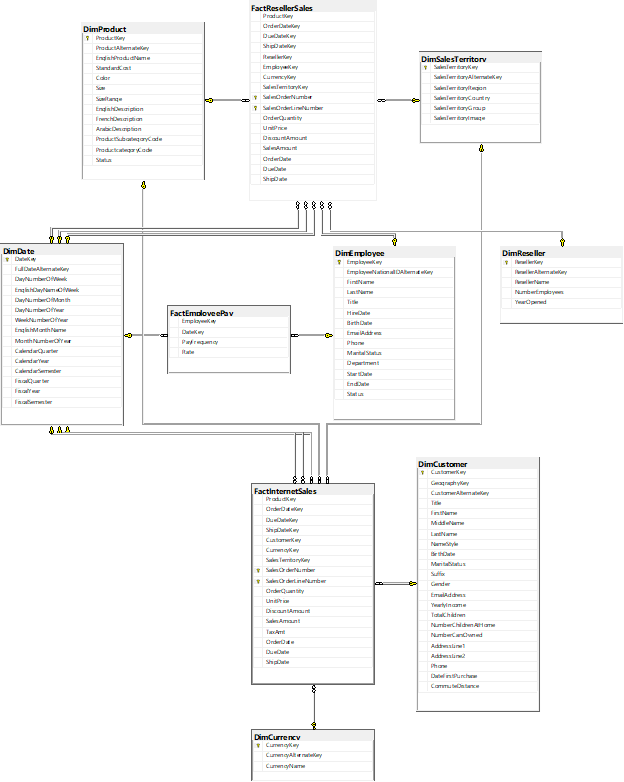 FactResellerSales
ProductKey
OrderDateKey
DueDateKey
ShipDateKey
ResellerKey
EmployeeKey
CurrencyKey
SalesTerritoryKey
SalesOrderNumber
SalesOrderLineNumber
OrderQuantity
UnitPrice
DiscountAmount
SalesAmount
OrderDate
DueDate
ShipDate
DimProduct
ProductKey
ProductAlternateKey
EnglishProductName
StandardCost
Color
Size
SizeRange
EnglishDescription
FrenchDescription
ArabicDescription
ProductSubcategoryCode
ProductcategoryCode
Status
DimSalesTerritory
SalesTerritoryKey
SalesTerritoryAlternateKey
SalesTerritoryRegion
SalesTerritoryCountry
SalesTerritoryGroup
SalesTerritoryImage
DimDate
DateKey
FullDateAlternateKey
DayNumberOfWeek
EnglishDayNameOfWeek
DayNumberOfMonth
DayNumberOfYear
WeekNumberOfYear
EnglishMonthName
MonthNumberOfYear
CalendarQuarter
CalendarYear
CalendarSemester
FiscalQuarter
FiscalYear
FiscalSemester
FactEmploeePay
EmployeeKey
DateKey
PayFrequency
Rate
DimEmployee
EmployeeKey
EmployeeNationalIDAlternateKey
FirstName
LastName
Title
HireDate
BirthDate
EmailAddress
Phone
MaritalStatus
Department
StartDate
EndDate
Status
DimReseller
ResellerKey
ResellerAlternateKey
ResellerName
NumberEmployees
YearOpened
FactInternetSales
ProductKey
OrderDateKey
DueDateKey
ShipDateKey
CustomerKey
CurrencyKey
SalesTerritoryKey
SalesOrderNumber
SalesOrderLineNumber
OrderQuantity
UnitPrice
DiscountAmount
SalesAmount
TaxAmt
OrderDate
DueDate
ShipDate
DimCustomer
CustomerKey
GeographyKey
CustomerAlternateKey
Title
FirstName
MiddleName
LastName
NameStyle
BirthDate
MaritalStatus
Suffix
Gender
EmailAddress
YearlyIncome
TotalChildren
NumberChildrenAtHome
NumberCarsOwned
AddressLine1
AddressLine2
Phone
DateFirstPurchase
CommuteDistance
DimCurrency
CurrencyKey
CurrencyAlternateKey
CurrencyName